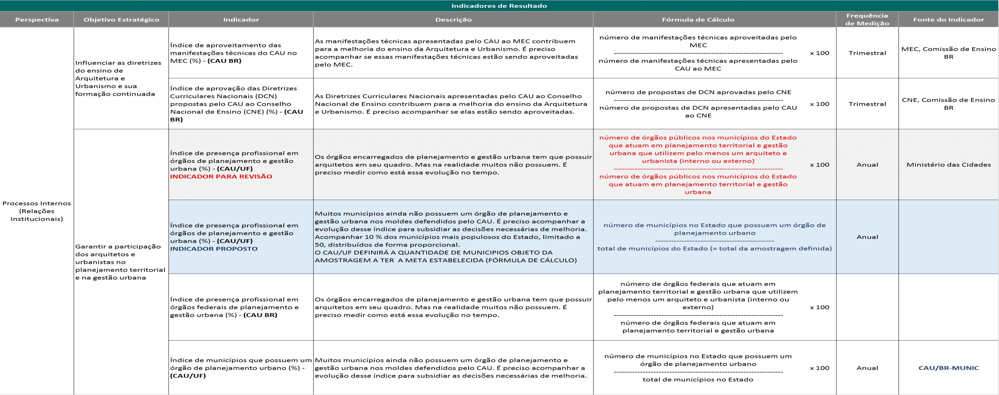 Indicadores de Resultado
Perspectiva
Objetivo Estratégico
Indicador
Descrição
Fórmula de Cálculo
Frequência
de Medição
Fonte do Indicador
Processos Internos
(Relações
Institucionais)
Influenciar as diretrizes
do ensino de
Arquitetura e
Urbanismo e sua
formação continuada
Índice de aproveitamento das
manifestações técnicas do CAU no
MEC (%) - (CAU BR)
As manifestações técnicas apresentadas pelo CAU ao MEC contribuem
para a melhoria do ensino da Arquitetura e Urbanismo. É preciso
acompanhar se essas manifestações técnicas estão sendo aproveitadas
pelo MEC.
número de manifestações técnicas aproveitadas pelo
MEC
----------------------------------------------------------------
número de manifestações técnicas apresentadas pelo
CAU ao MEC
x 100
Trimestral
MEC, Comissão de Ensino
BR
Índice de aprovação das Diretrizes
Curriculares Nacionais (DCN)
propostas pelo CAU ao Conselho
Nacional de Ensino (CNE) (%) - (CAU
BR)
As Diretrizes Curriculares Nacionais apresentadas pelo CAU ao Conselho
Nacional de Ensino contribuem para a melhoria do ensino da Arquitetura
e Urbanismo. É preciso acompanhar se elas estão sendo aproveitadas.
número de propostas de DCN aprovadas pelo CNE
----------------------------------------------------------------
número de propostas de DCN apresentadas pelo CAU
ao CNE
x 100
Trimestral
CNE, Comissão de Ensino
BR
Garantir a participação
dos arquitetos e
urbanistas no
planejamento territorial
e na gestão urbana
Índice de presença profissional em
órgãos de planejamento e gestão
urbana (%) - (CAU/UF)
INDICADOR PARA REVISÃO
Os órgãos encarregados de planejamento e gestão urbana tem que possuir
arquitetos em seu quadro. Mas na realidade muitos não possuem. É
preciso medir como está essa evolução no tempo.
número de órgãos públicos nos municípios do Estado
que atuam em planejamento territorial e gestão
urbana que utilizem pelo menos um arquiteto e
urbanista (interno ou externo)
----------------------------------------------------------------
número de órgãos públicos nos municípios do Estado
que atuam em planejamento territorial e gestão
urbana
x 100
Anual
Ministério das Cidades
Índice de presença profissional em
órgãos de planejamento e gestão
urbana (%) - (CAU/UF)
INDICADOR PROPOSTO
Muitos municípios ainda não possuem um órgão de planejamento e
gestão urbana nos moldes defendidos pelo CAU. É preciso acompanhar a
evolução desse índice para subsidiar as decisões necessárias de melhoria.
Acompanhar 10 % dos municípios mais populosos do Estado, limitado a
50, distribuídos de forma proporcional.
O CAU/UF DEFINIRÁ A QUANTIDADE DE MUNICIPIOS OBJETO DA
AMOSTRAGEM A TER A META ESTABELECIDA (FÓRMULA DE CÁLCULO)
número de municípios no Estado que possuem um órgão de
planejamento urbano
---------------------------------------------
total de municípios do Estado (= total da amostragem definida)
Anual
Índice de presença profissional em
órgãos federais de planejamento e
gestão urbana (%) - (CAU BR)
Os órgãos encarregados de planejamento e gestão urbana tem que possuir
arquitetos em seu quadro. Mas na realidade muitos não possuem. É
preciso medir como está essa evolução no tempo.
número de órgãos federais que atuam em
planejamento territorial e gestão urbana que utilizem
pelo menos um arquiteto e urbanista (interno ou
externo)
----------------------------------------------------------------
número de órgãos federais que atuam em
planejamento territorial e gestão urbana
x 100
Índice de municípios que possuem um
órgão de planejamento urbano (%) -
(CAU/UF)
Muitos municípios ainda não possuem um órgão de planejamento e
gestão urbana nos moldes defendidos pelo CAU. É preciso acompanhar a
evolução desse índice para subsidiar as decisões necessárias de melhoria.
número de municípios no Estado que possuem um
órgão de planejamento urbano
----------------------------------------------------------------
total de municípios no Estado
x 100
Anual
CAU/BR-MUNIC